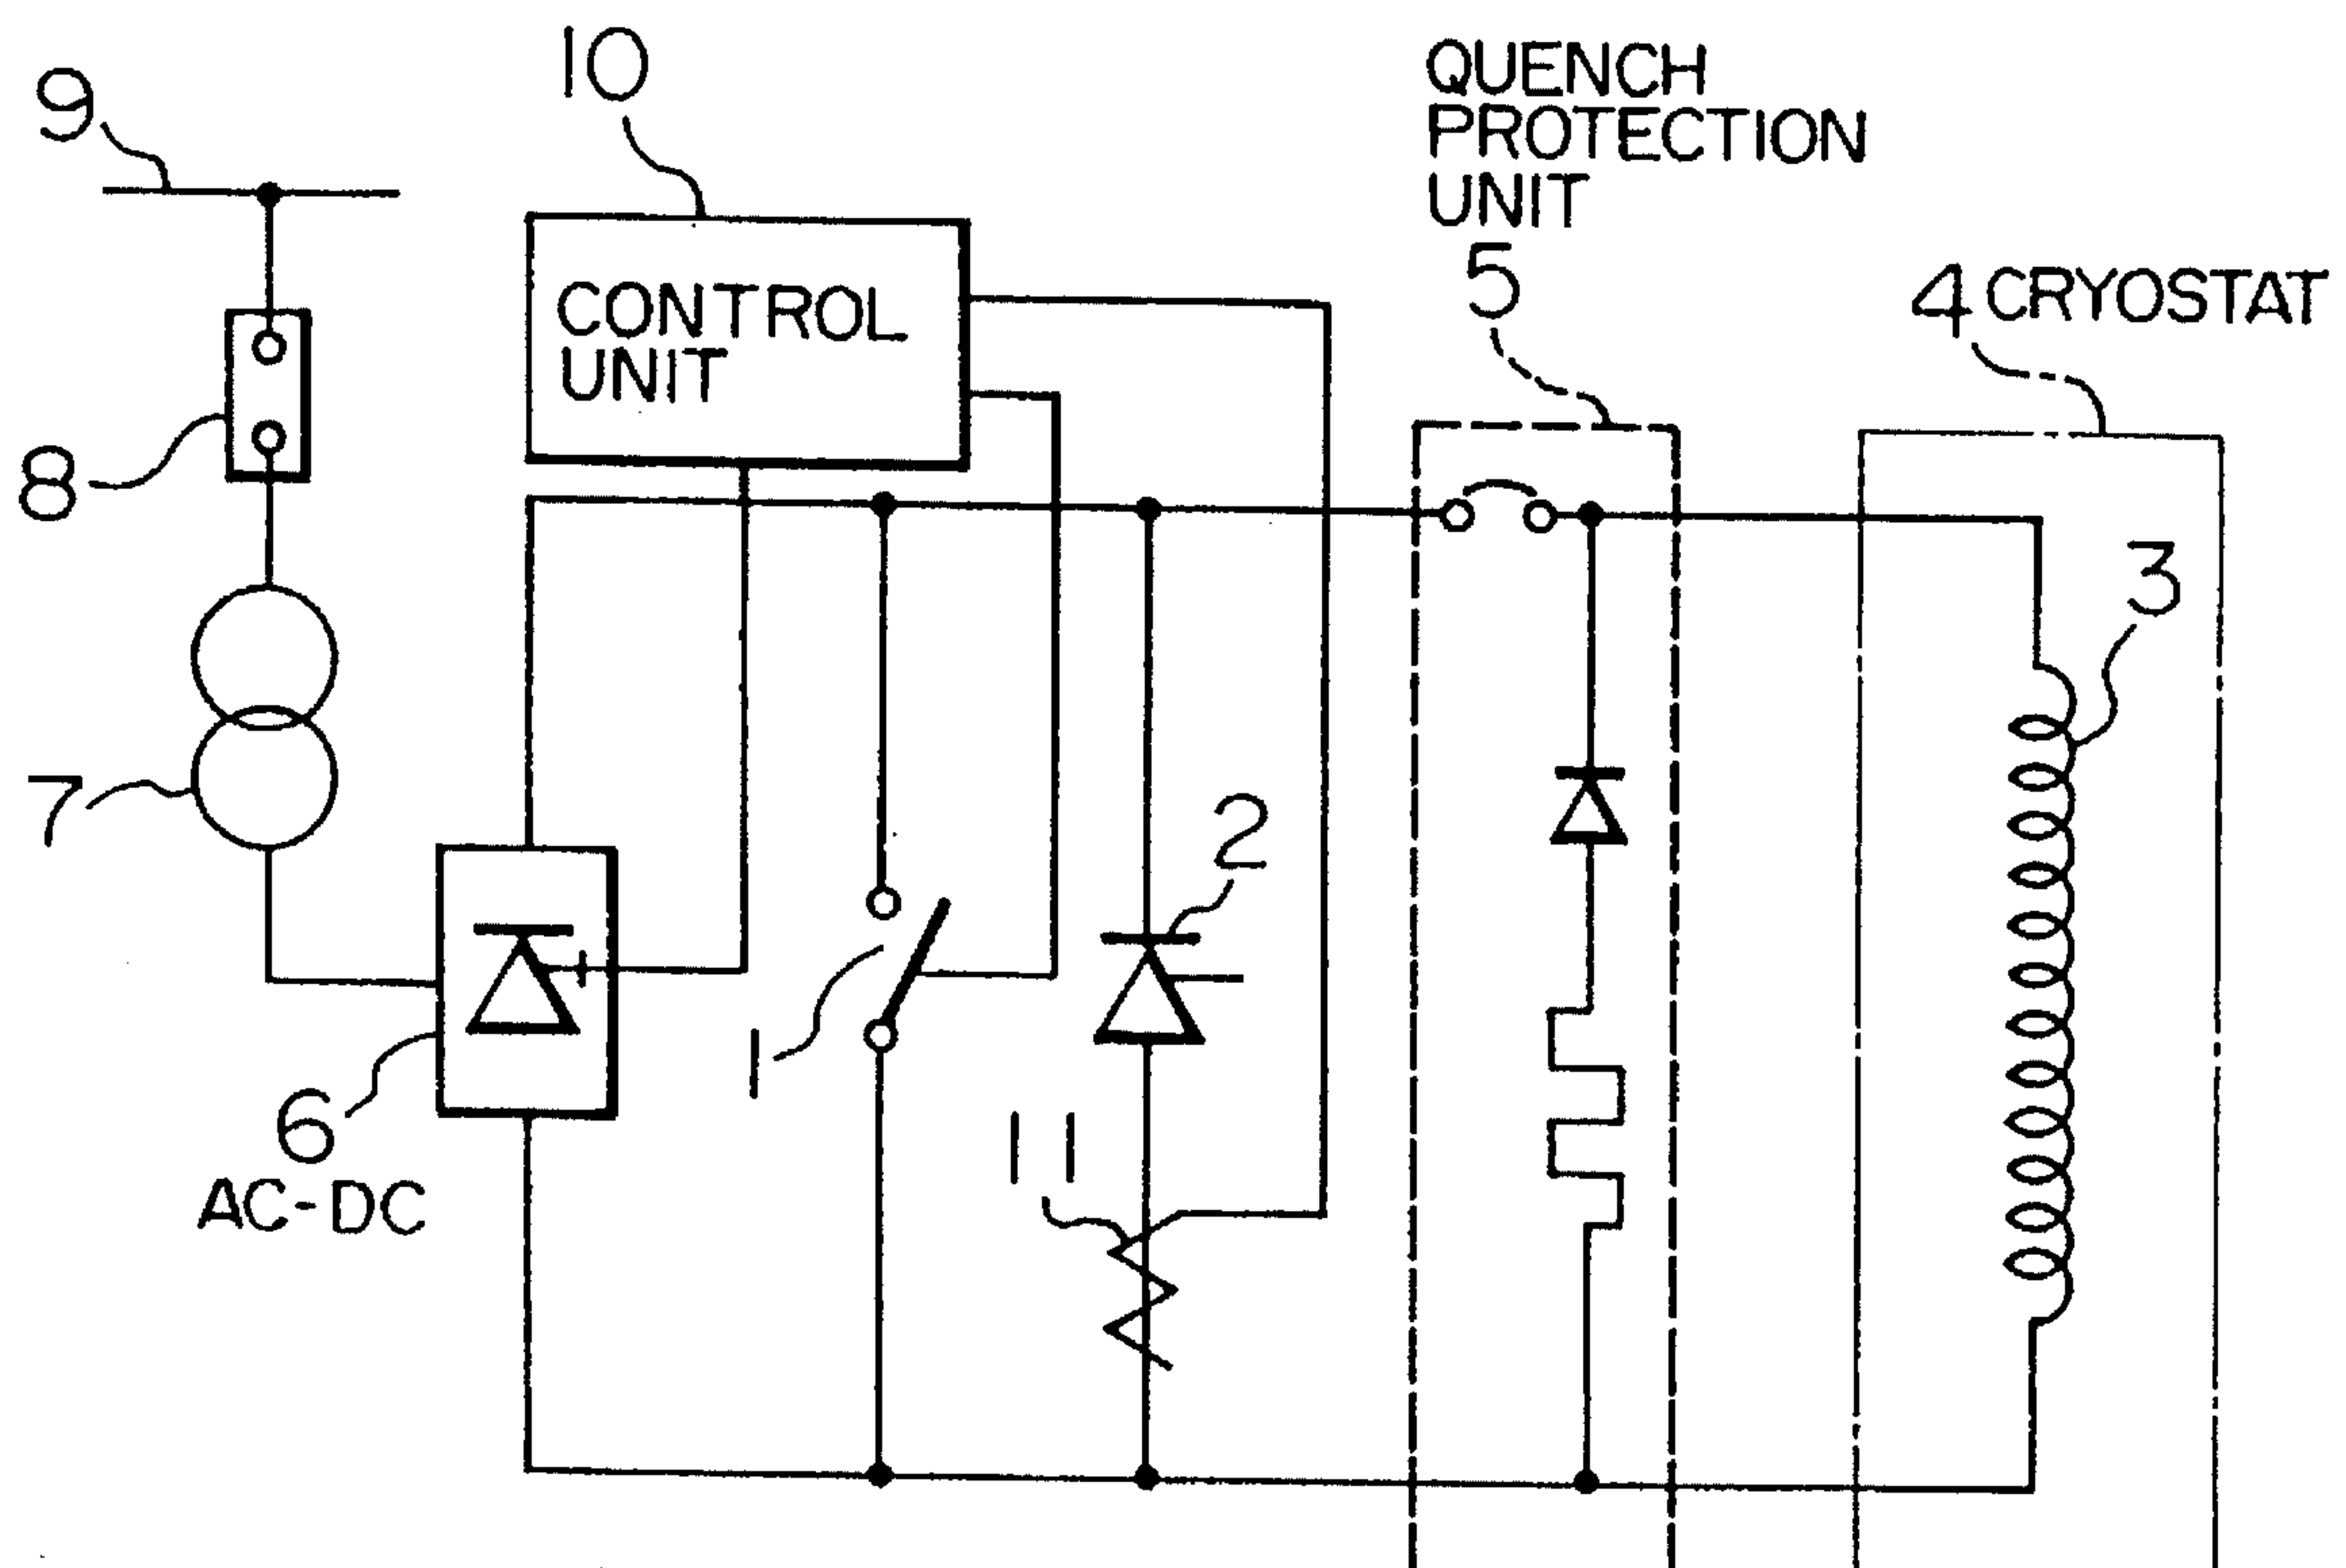 9
10
QUENCH
PROTECTION
UNIT
5
4 CRYOSTAT
CONTROL
UNIT
8
3
7
2
1
6
AC-DC
11